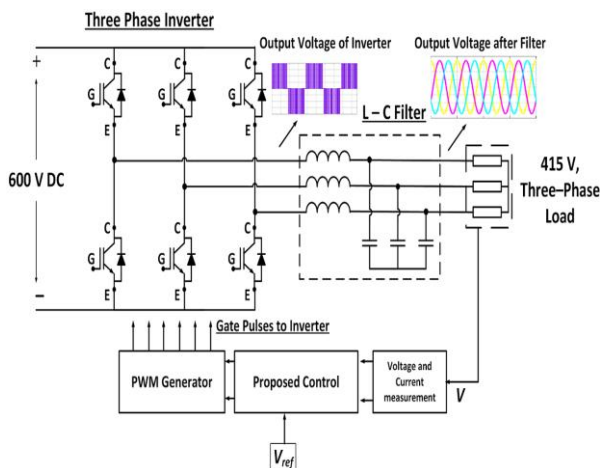 Three Phase Inverter
Output Voltage of Inverter
Output Voltage after Filter
+
C
C
C
G
G
G
E
E
E
L – C Filter
600 V DC
415 V,
Three–Phase
Load
C
C
C
G
G
G
E
E
E
–
Gate Pulses to Inverter
PWM Generator
Proposed Control
Voltage and
Current
measurement
V
Vref